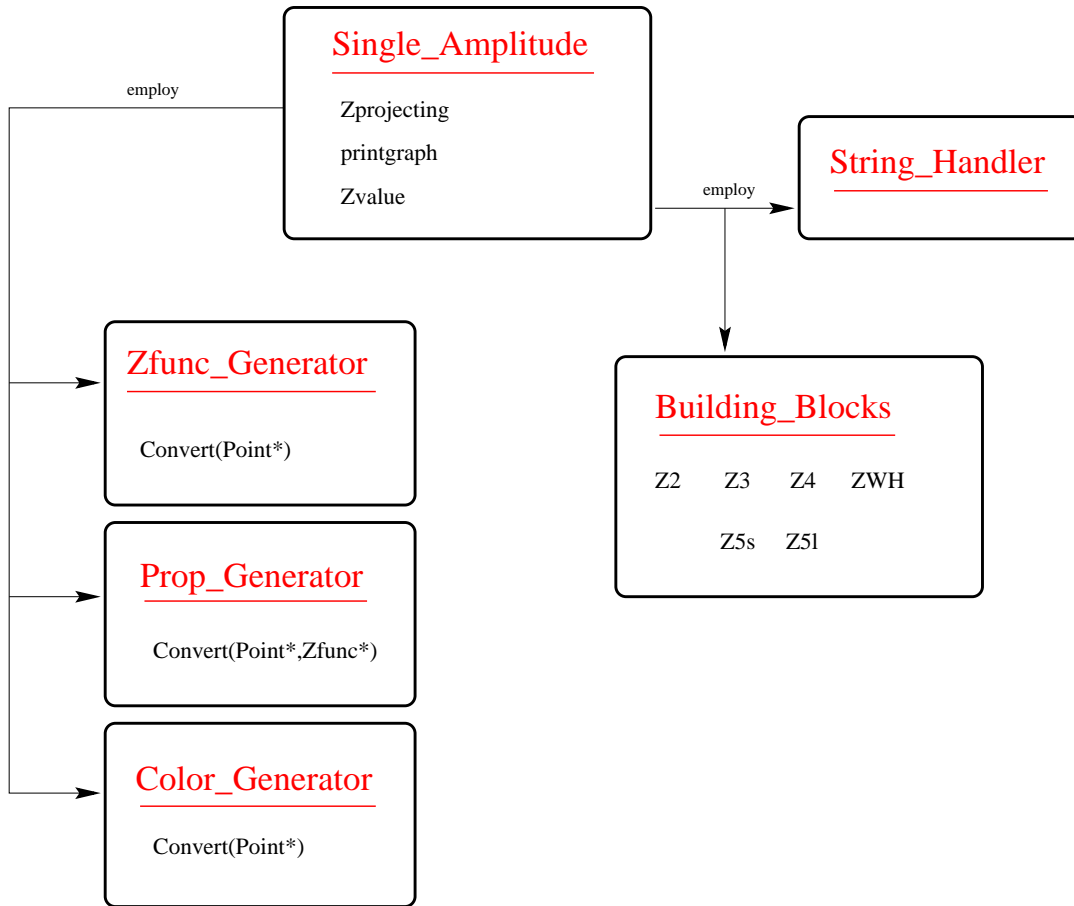 Single_Amplitude
employ
Zprojecting
printgraph
Zvalue
String_Handler
employ
Zfunc_Generator
Convert(Point*)
Building_Blocks
Z2 Z3 Z4 ZWH
Z5s Z5l
Prop_Generator
Convert(Point*,Zfunc*)
Color_Generator
Convert(Point*)